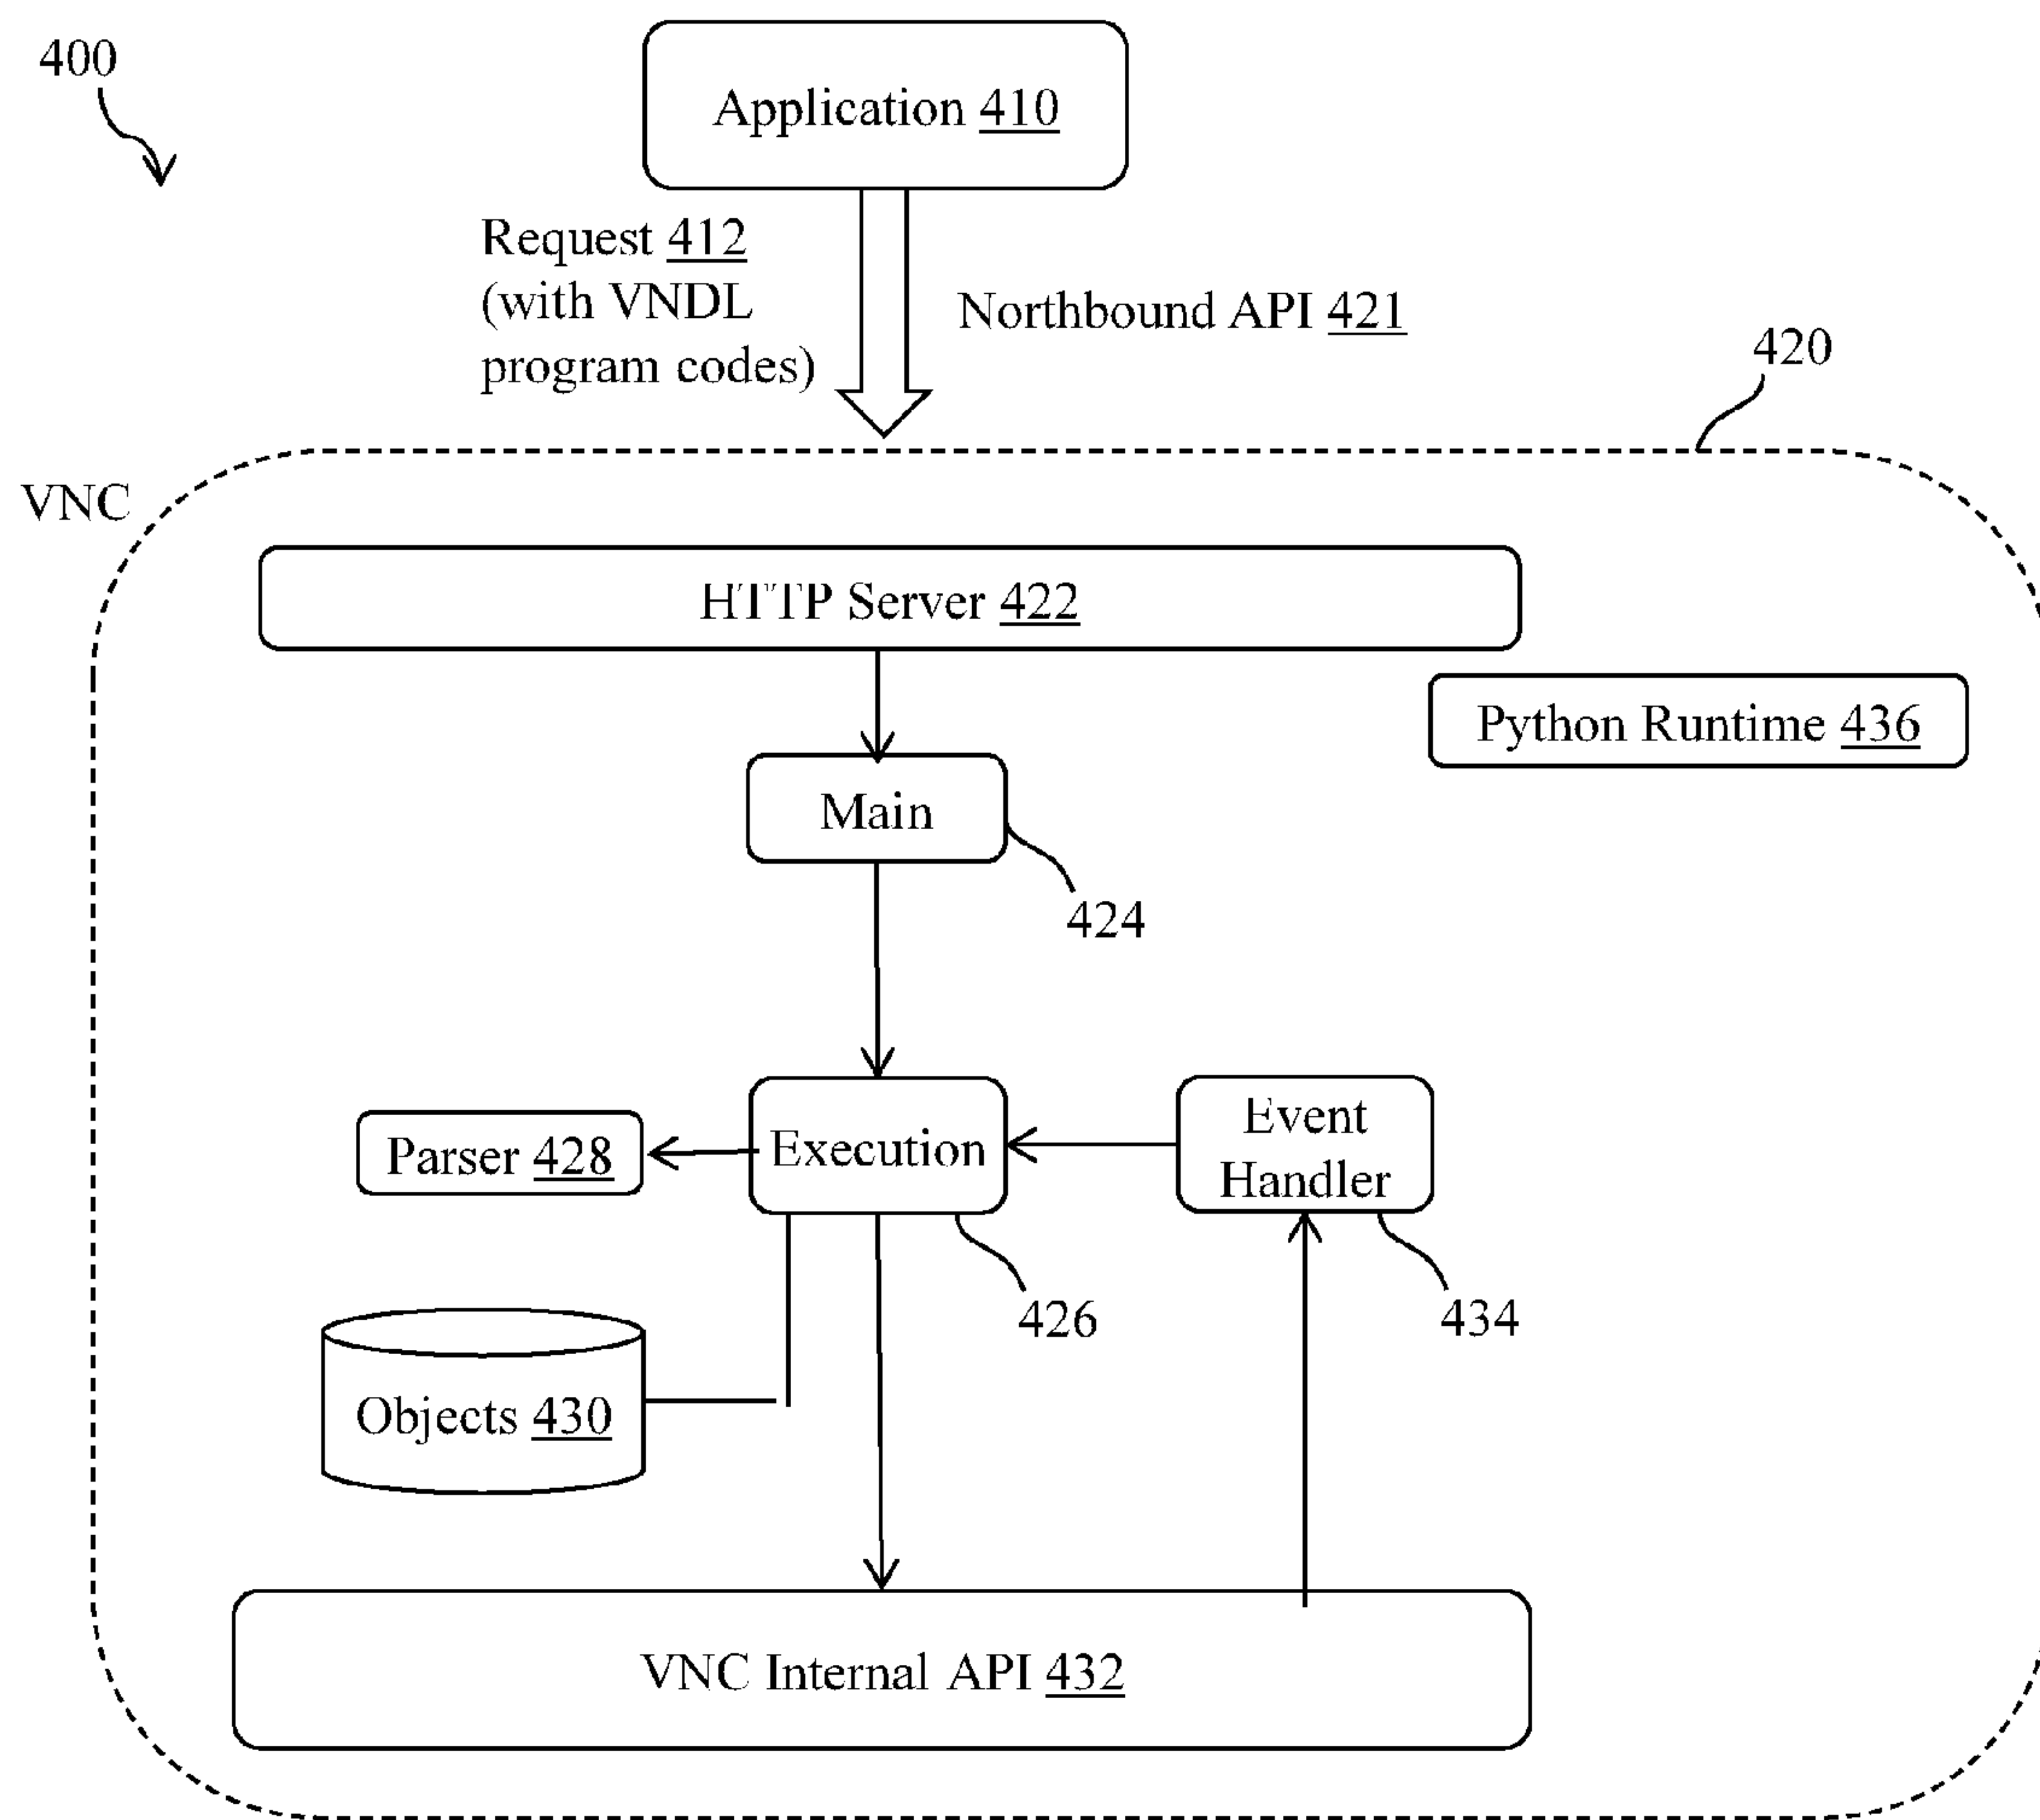 400
Application 410
Request 412
(with VNDL
program codes)
Northbound API 421
420
VNC
HTTP Server 422
Python Runtime 436
Main
424
Execution
Event
Handler
Parser 428
426
434
Objects 430
VNC Internal API 432